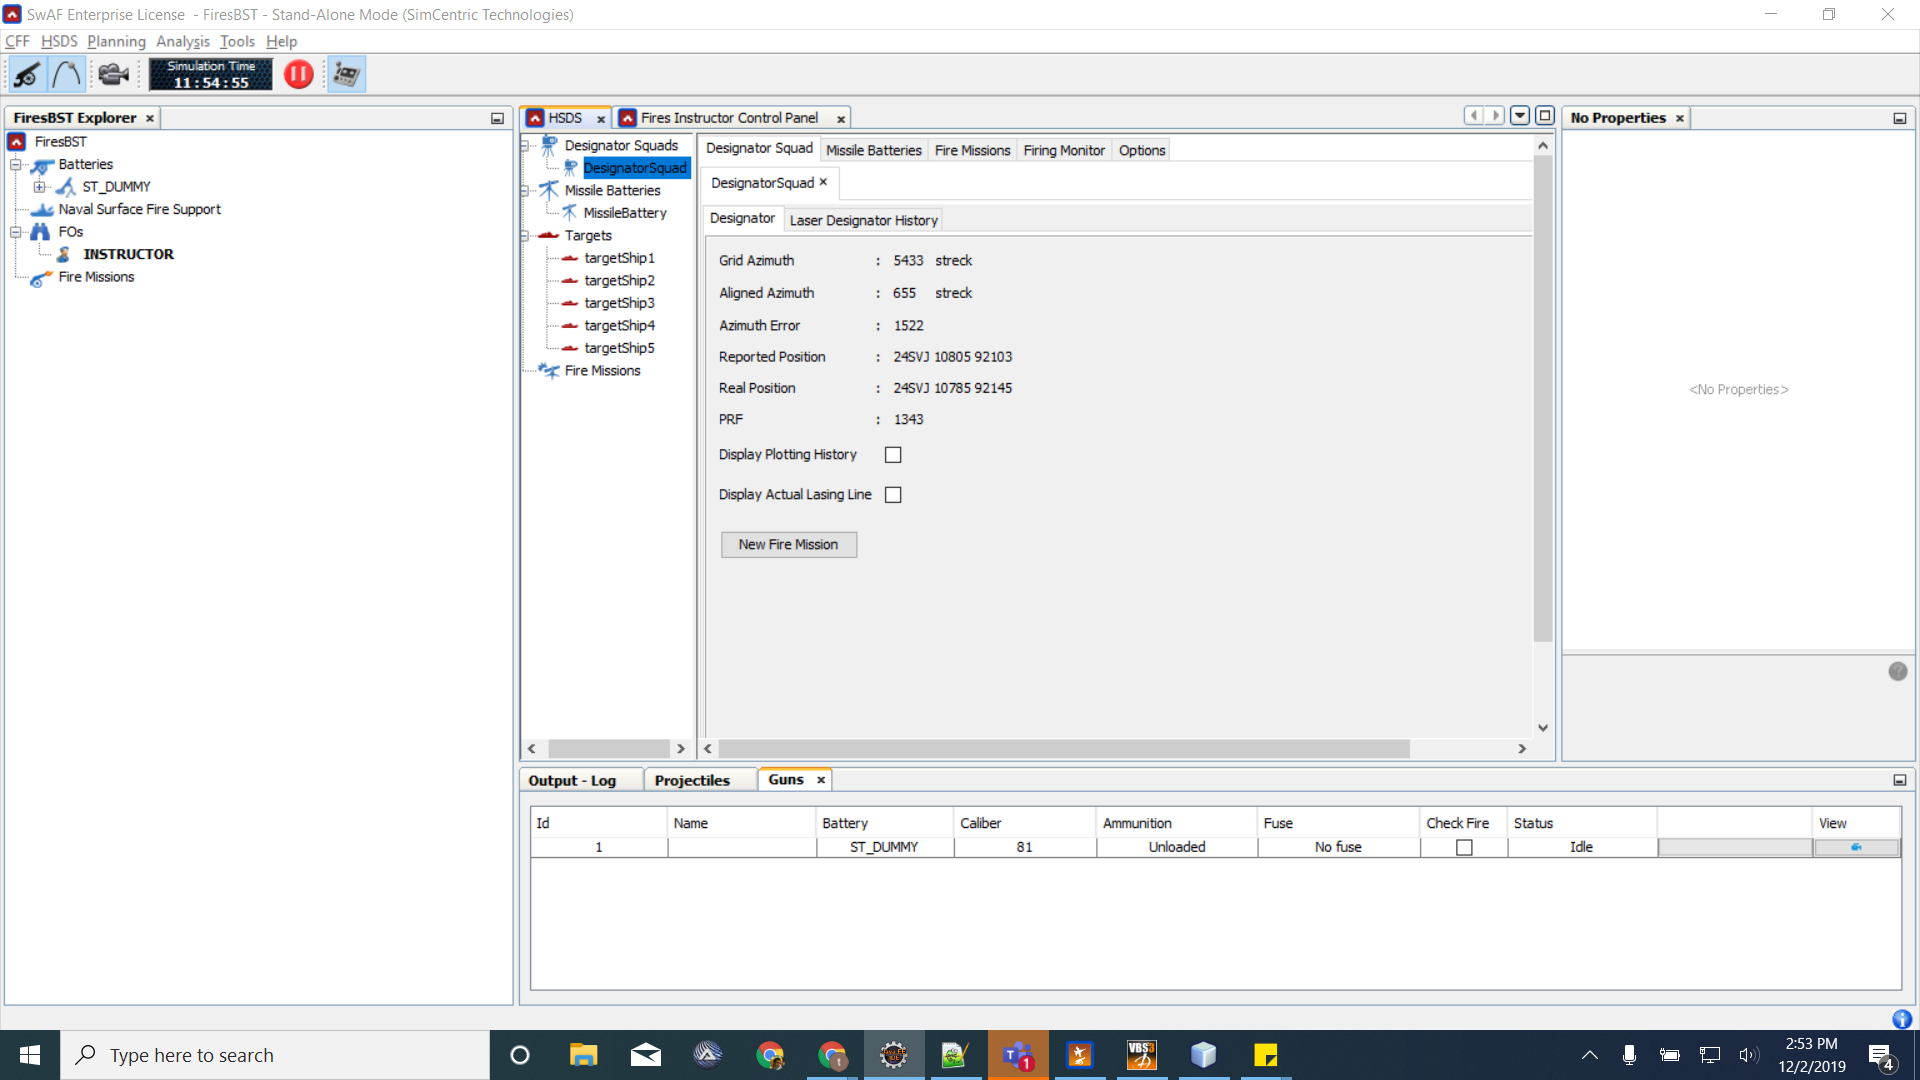 SwAF Enterprise License - FiresBST - Stand-Alone Mode (SimCentric Technologies)
CFF HSDS Planning Analysis Tools Help
Simulation Time
11:54:55
FiresBST Explorer
FiresBST
Batteries
ST_DUMMY
Naval Surface Fire Support
FOs
INSTRUCTOR
Fire Missions
HSDS Fires Instructor Control Panel
Designator Squads
DesignatorSquad
Missile Batteries
MissileBattery
Targets
targetShip1
targetShip2
targetShip3
targetShip4
targetShip5
Fire Missions
Designator Squad Missile Batteries Fire Missions Firing Monitor Options
DesignatorSquad
Designator Laser Designator History
Grid Azimuth : 5433 streck
Aligned Azimuth : 655 streck
Azimuth Error : 1522
Reported Position : 24SVJ 10805 92103
Real Position : 24SVJ 10785 92145
PRF : 1343
Display Plotting History
Display Actual Lasing Line
New Fire Mission
No Properties
<No Properties>
Output - Log Projectiles Guns
Id Name Battery Caliber Ammunition Fuse Check Fire Status View
1 ST_DUMMY 81 Unloaded No fuse Idle
Type here to search
1
VBS3
2:53 PM
12/2/2019
4